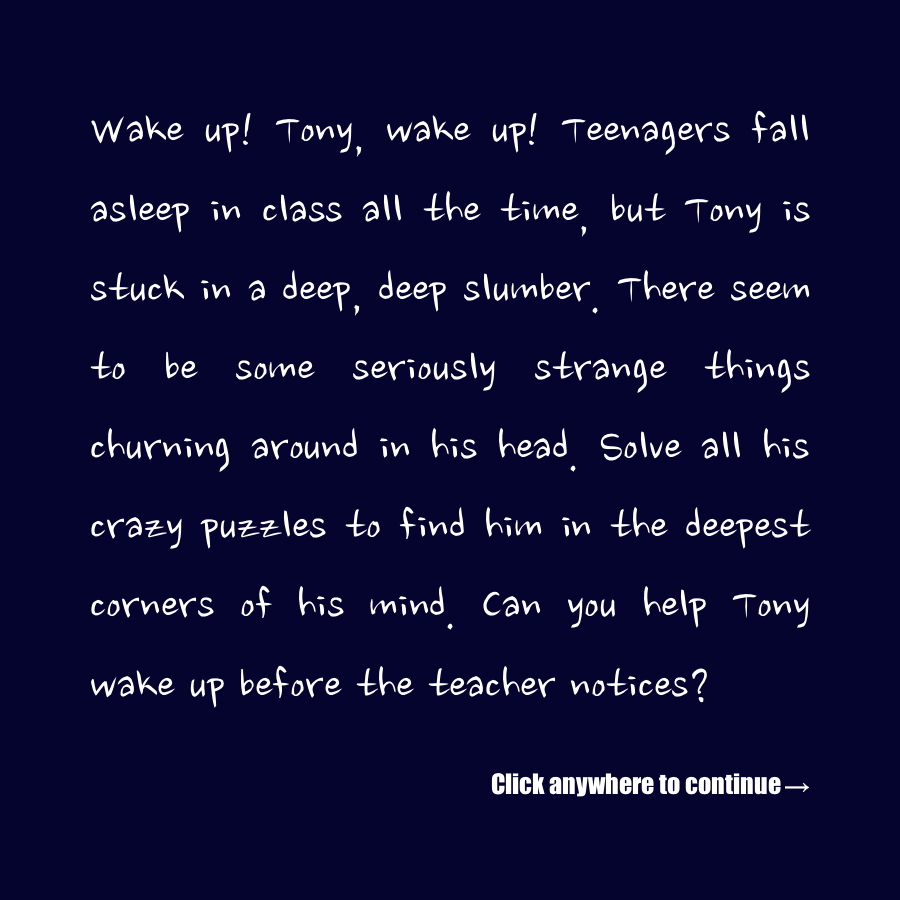 Wake up! Tony, wake up! Teenagers fall
asleep in class all the time, but Tony is
stuck in a deep, deep slumber. There seem
to be some seriously strange things
churning around in his head. Solve all his
crazy puzzles to find him in the deepest
corners of his mind. Can you help Tony
wake up before the teacher notices?
Click anywhere to continue→